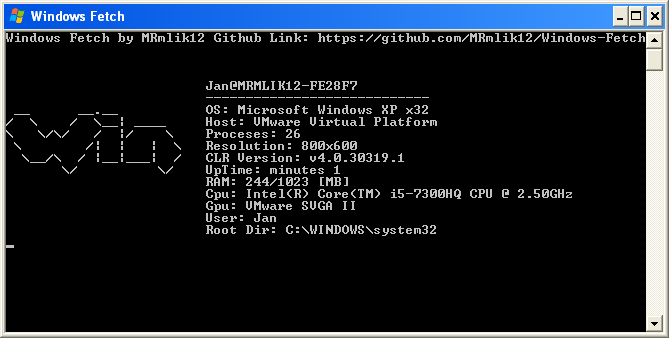 Windows Fetch
Windows Fetch by MRmlik12 Github Link: https://github.com/MRmlik12/Windows-Fetch
Jan@MRMLIK12-FE28F7
----------------------------
OS: Microsoft Windows XP x32
Host: VMware Virtual Platform
Proceses: 26
Resolution: 800x600
CLR Version: v4.0.30319.1
UpTime: minutes 1
RAM: 244/1023 [MB]
Cpu: Intel(R) Core(TM) i5-7300HQ CPU @ 2.50GHz
Gpu: VMware SVGA II
User: Jan
Root Dir: C:\WINDOWS\system32